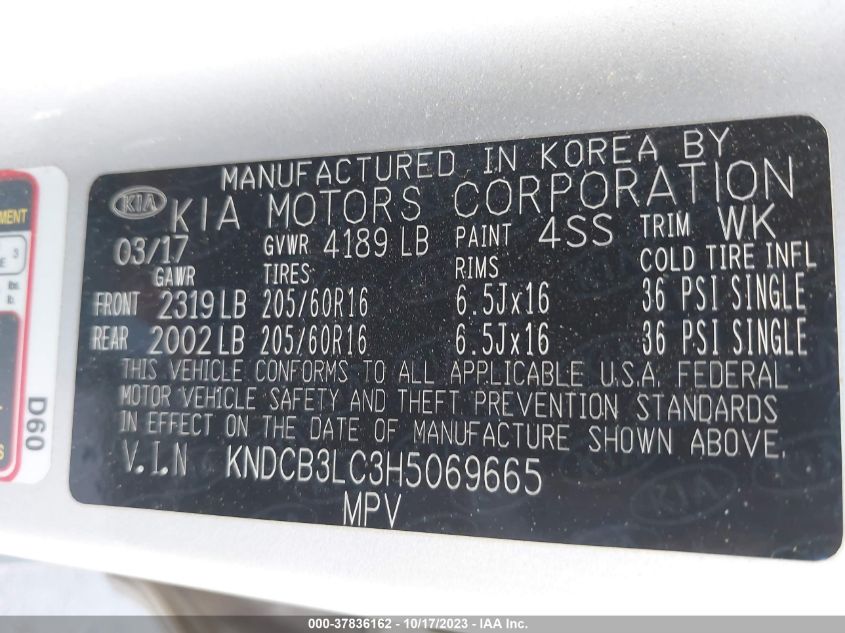 MANUFACTURED IN KOREA BY
KIA KIA MOTORS CORPORATION
03/17 GVWR 4189 LB PAINT 4SS TRIM WK
GAWR TIRES RIMS COLD TIRE INFL
FRONT 2319 LB 205/60R16 6.5Jx16 36 PSI SINGLE
REAR 2002 LB 205/60R16 6.5Jx16 36 PSI SINGLE
THIS VEHICLE CONFORMS TO ALL APPLICABLE U.S.A. FEDERAL
MOTOR VEHICLE SAFETY AND THEFT PREVENTION STANDARDS
IN EFFECT ON THE DATE OF MANUFACTURE SHOWN ABOVE.
V.I.N KNDCB3LC3H5069665
MPV
KIA
D60
000-37836162 - 10/17/2023 - IAA Inc.